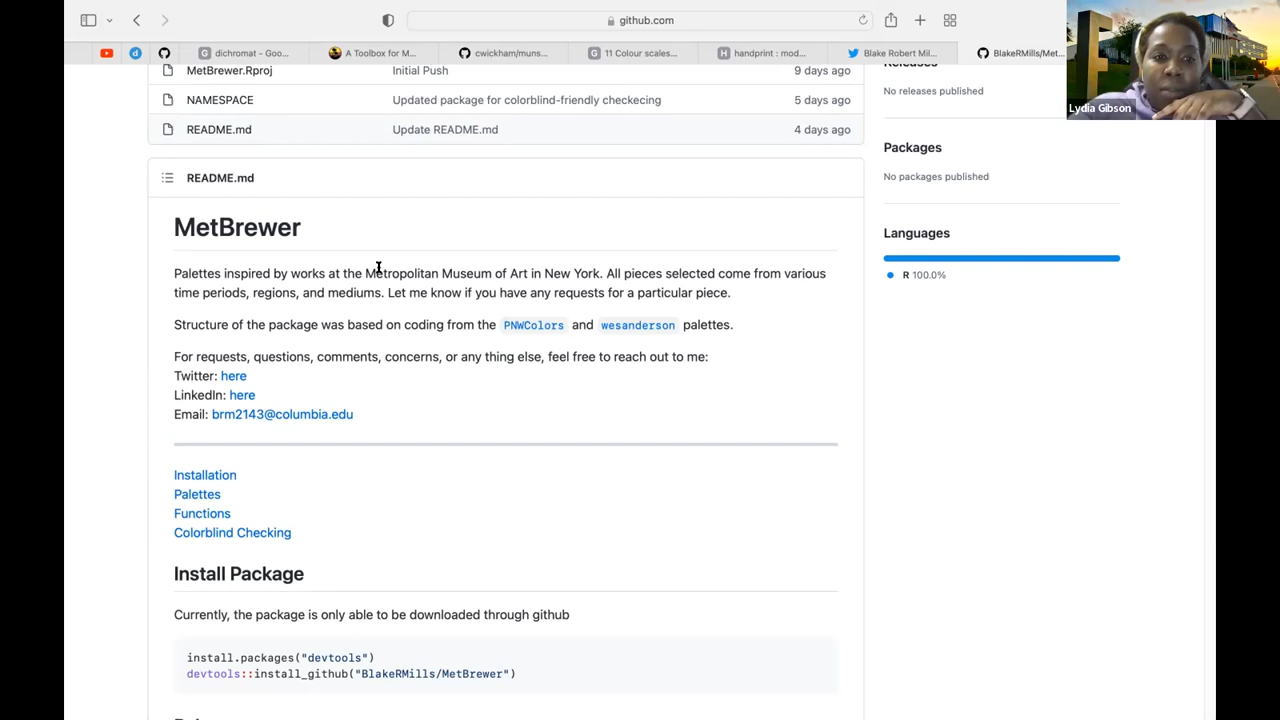 github.com
dichromat - Goo...
A Toolbox for M...
cwickham/muns...
11 Colour scales...
handprint : mod...
Blake Robert Mil...
BlakeRMills/Met...
Lydia Gibson
MetBrewer.Rproj Initial Push 9 days ago
NAMESPACE Updated package for colorblind-friendly checkecing 5 days ago
README.md Update README.md 4 days ago
Releases
No releases published
Packages
No packages published
Languages
R 100.0%
README.md
MetBrewer
Palettes inspired by works at the Metropolitan Museum of Art in New York. All pieces selected come from various
time periods, regions, and mediums. Let me know if you have any requests for a particular piece.
Structure of the package was based on coding from the PNWColors and wesanderson palettes.
For requests, questions, comments, concerns, or any thing else, feel free to reach out to me:
Twitter: here
LinkedIn: here
Email: brm2143@columbia.edu
Installation
Palettes
Functions
Colorblind Checking
Install Package
Currently, the package is only able to be downloaded through github
install.packages("devtools")
devtools::install_github("BlakeRMills/MetBrewer")